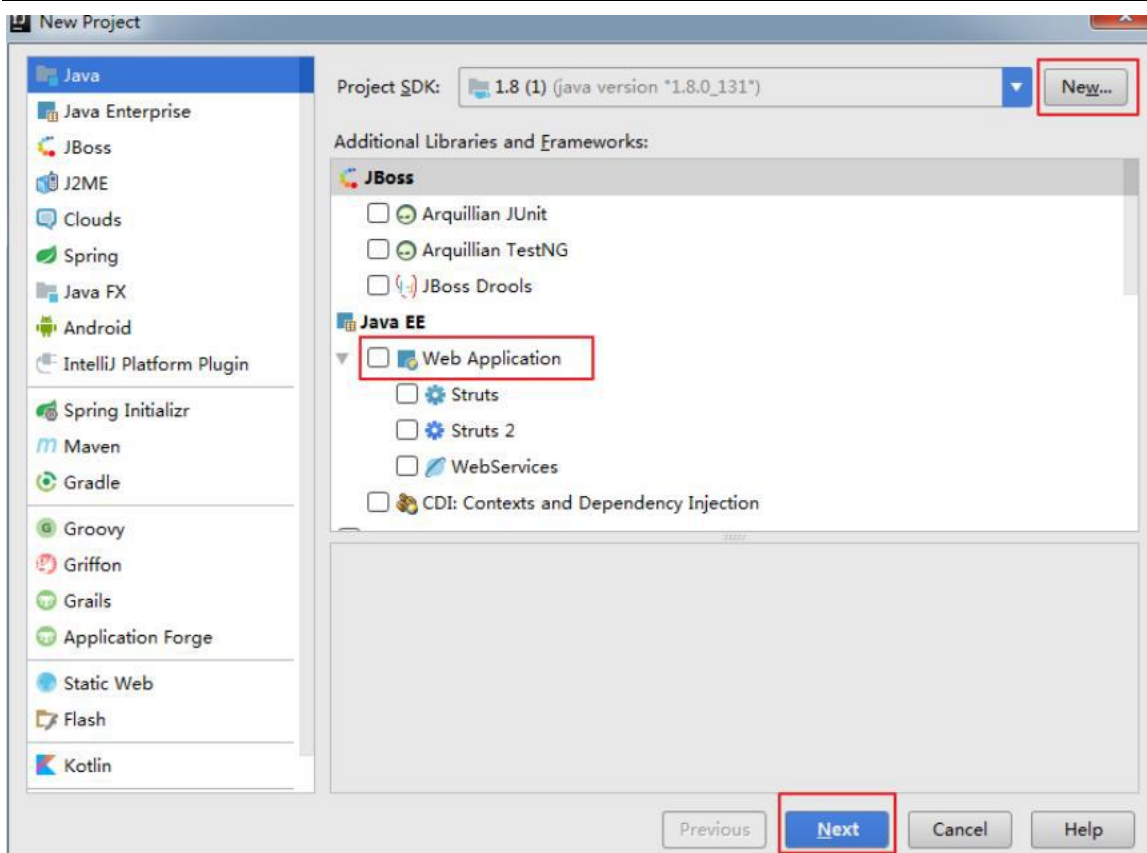 New Project
Java
Java Enterprise
JBoss
J2ME
Clouds
Spring
Java FX
Android
IntelliJ Platform Plugin
Spring Initializr
Maven
Gradle
Groovy
Griffon
Grails
Application Forge
Static Web
Flash
Kotlin
Project SDK: 1.8 (1) (java version "1.8.0_131") New...
Additional Libraries and Frameworks:
JBoss
Arquillian JUnit
Arquillian TestNG
JBoss Drools
Java EE
Web Application
Struts
Struts 2
WebServices
CDI: Contexts and Dependency Injection
Previous Next Cancel Help